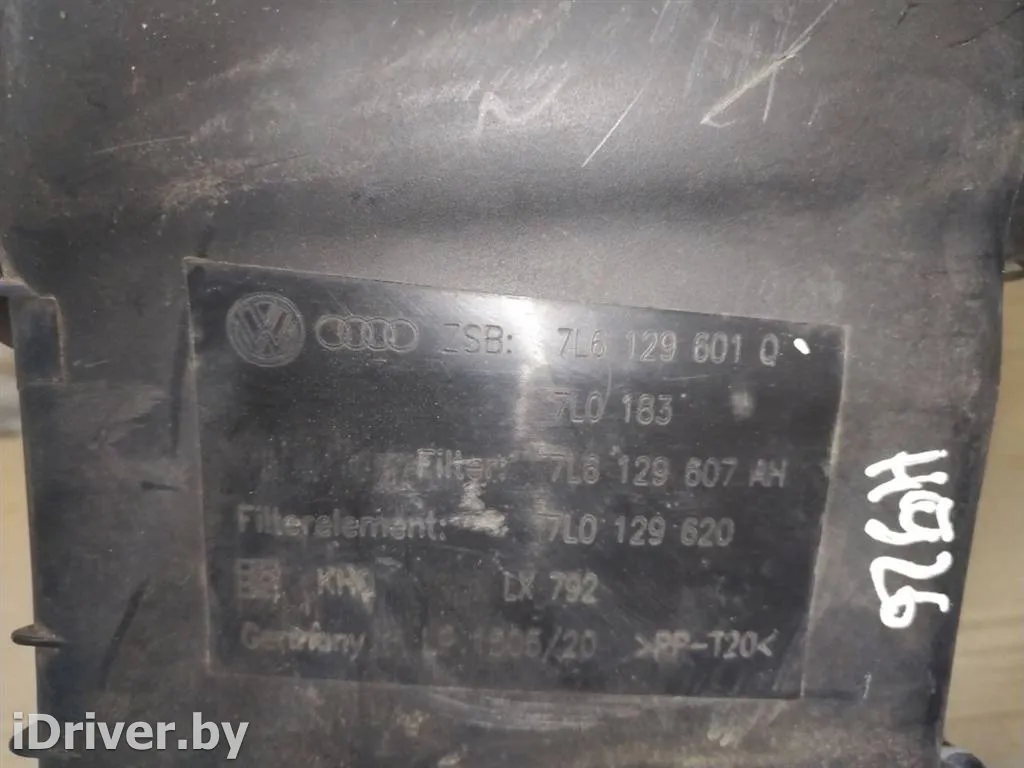 ZSB: 7L6 129 601 Q
7L0 183
Filter: 7L6 129 607 AH
Filterelement: 7L0 129 620
LX 792
Germany /20 >PP-T20<
iDriver.by